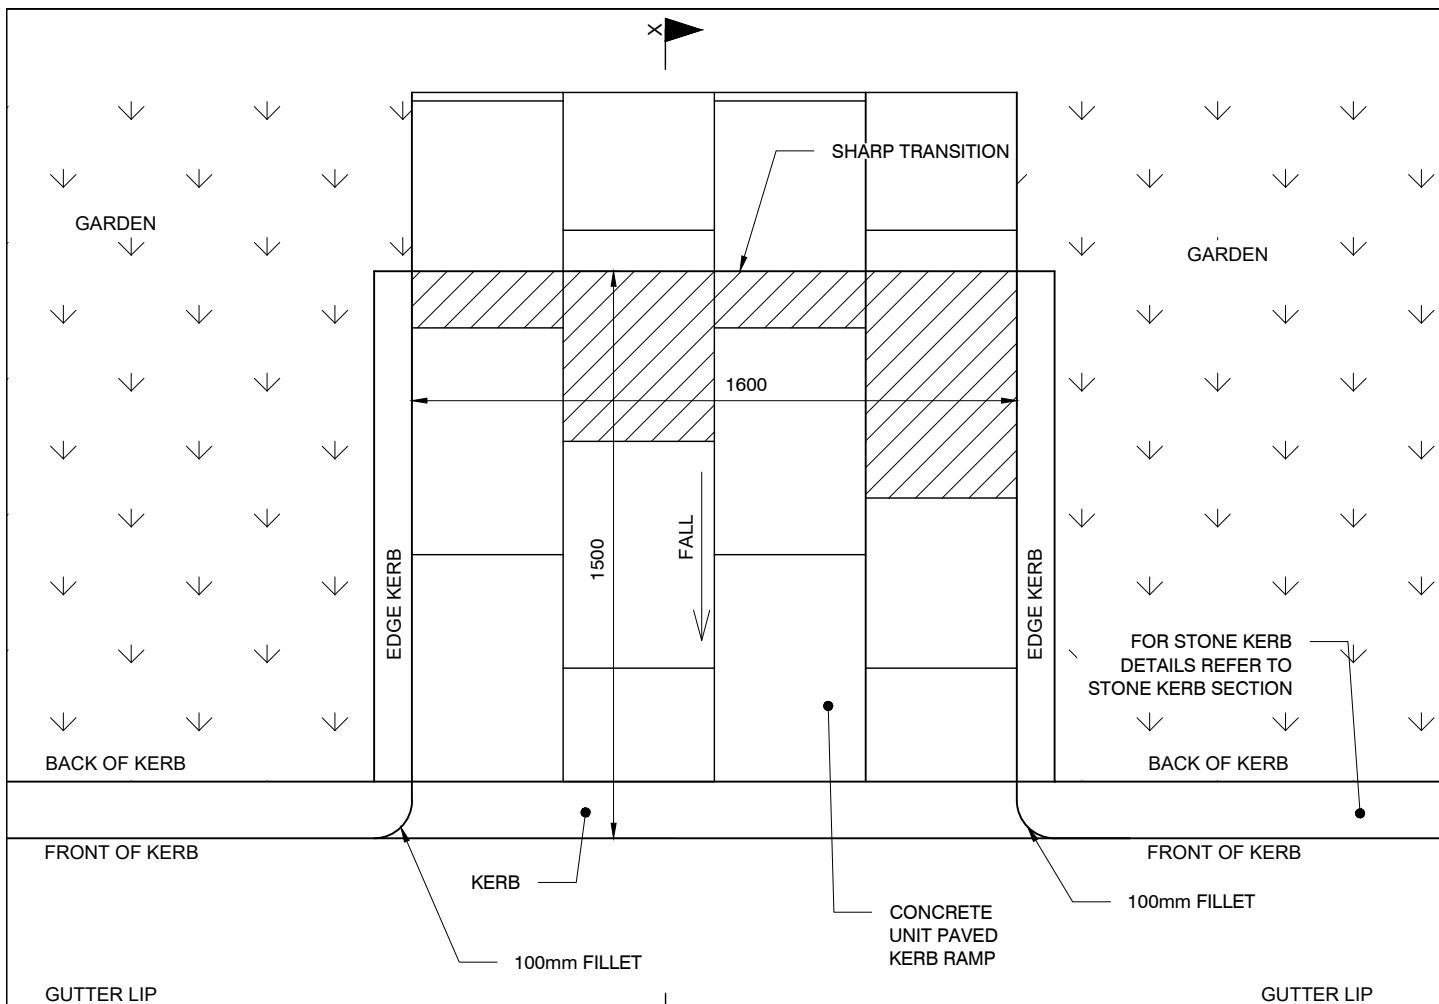 X
SHARP TRANSITION
GARDEN
GARDEN
1600
1500
FALL
EDGE KERB
EDGE KERB
FOR STONE KERB
DETAILS REFER TO
STONE KERB SECTION
BACK OF KERB
BACK OF KERB
FRONT OF KERB
FRONT OF KERB
KERB
100mm FILLET
CONCRETE
UNIT PAVED
KERB RAMP
100mm FILLET
GUTTER LIP
GUTTER LIP